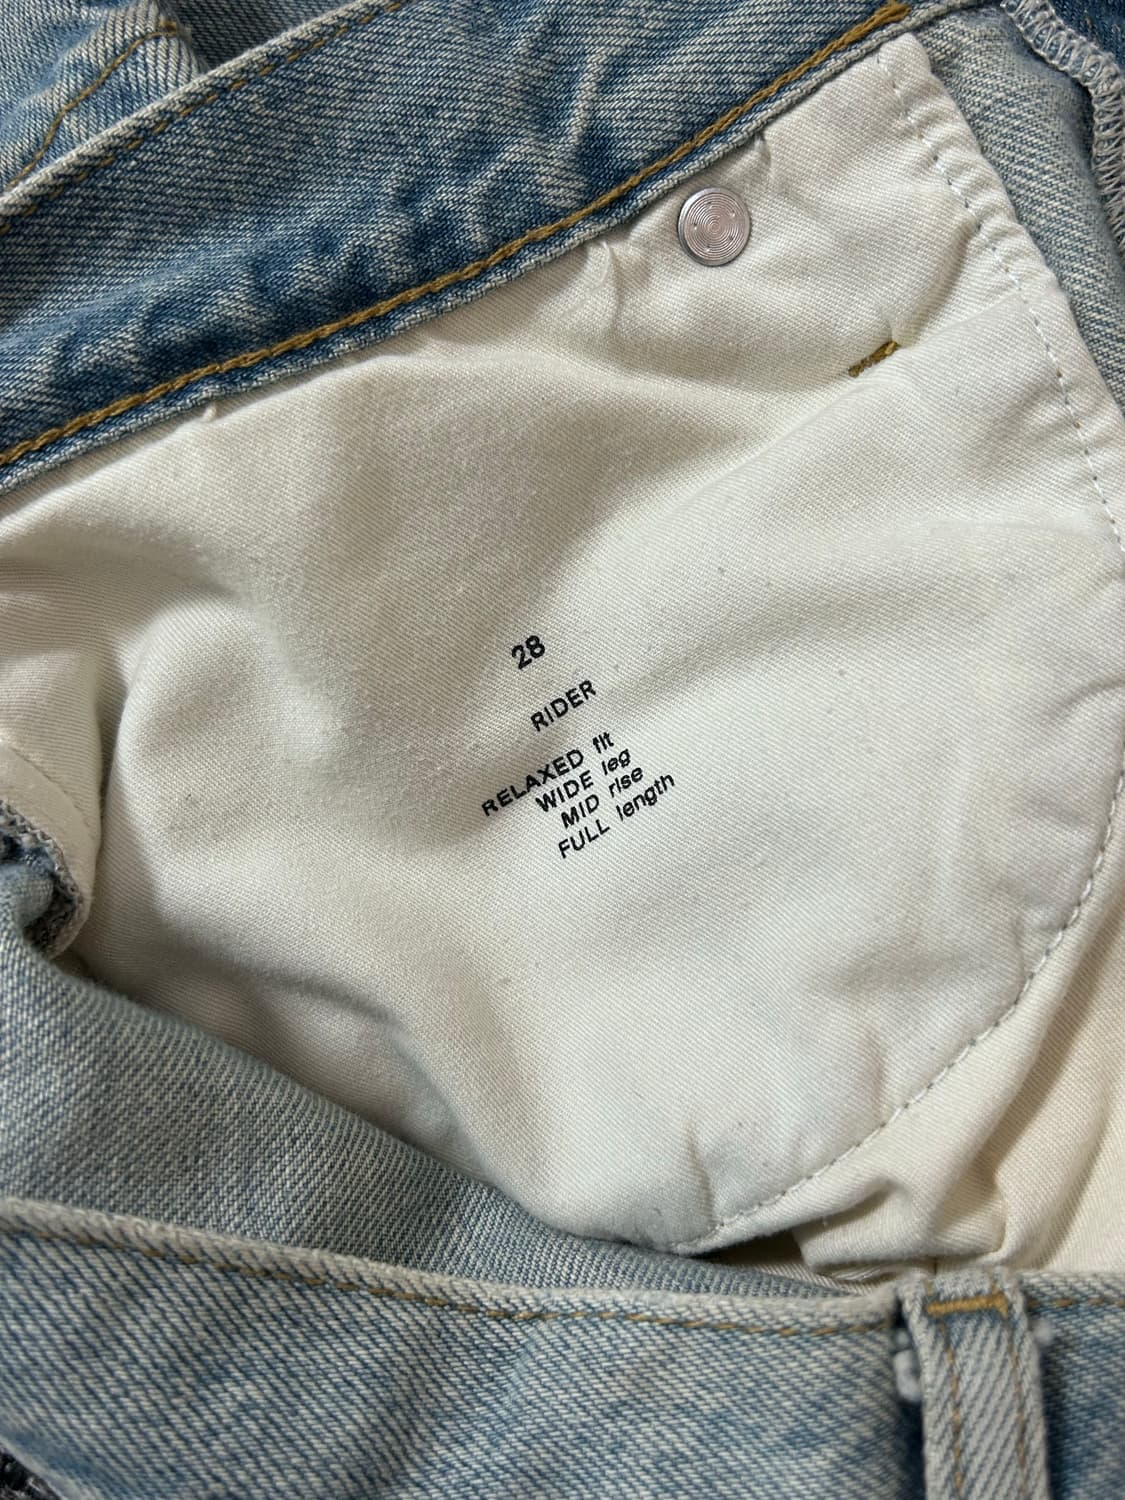 28
RIDER
RELAXED fit
WIDE leg
MID rise
FULL length